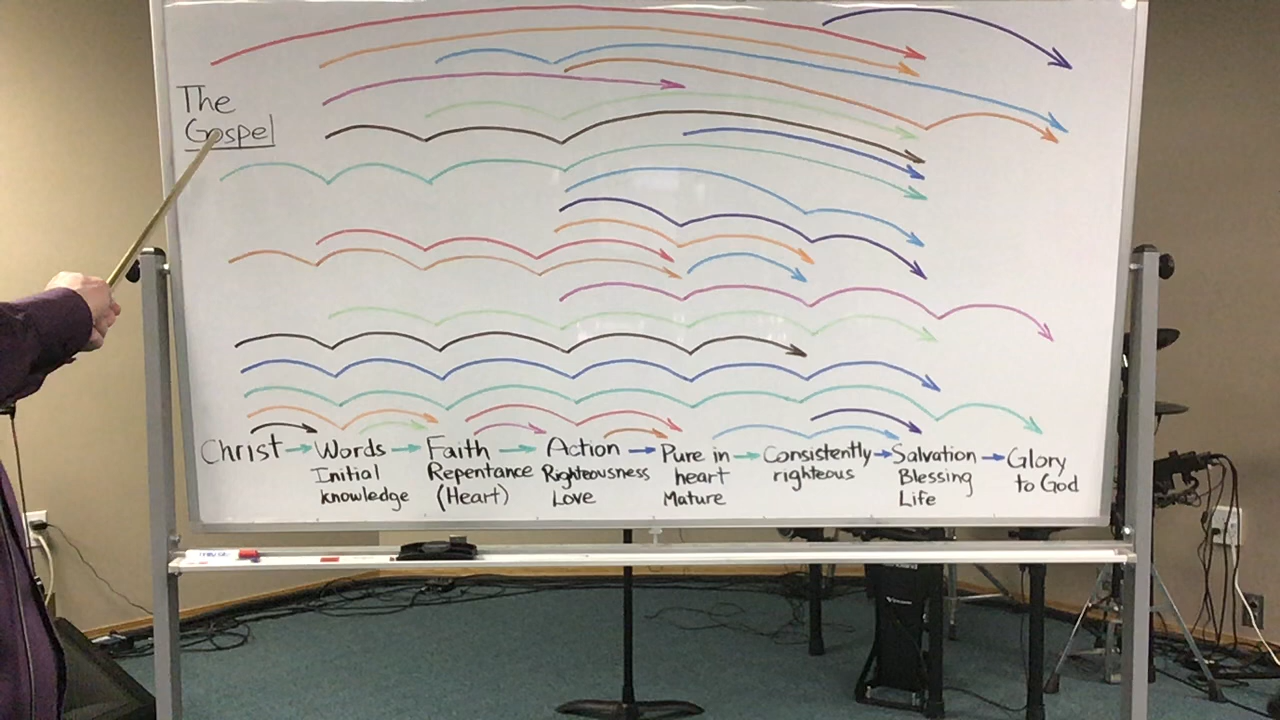 The
Gospel
Christ → Words → Faith → Action → Pure in → Consistently → Salvation → Glory
Initial Repentance Righteousness heart righteous Blessing to God
knowledge (Heart) Love Mature Life